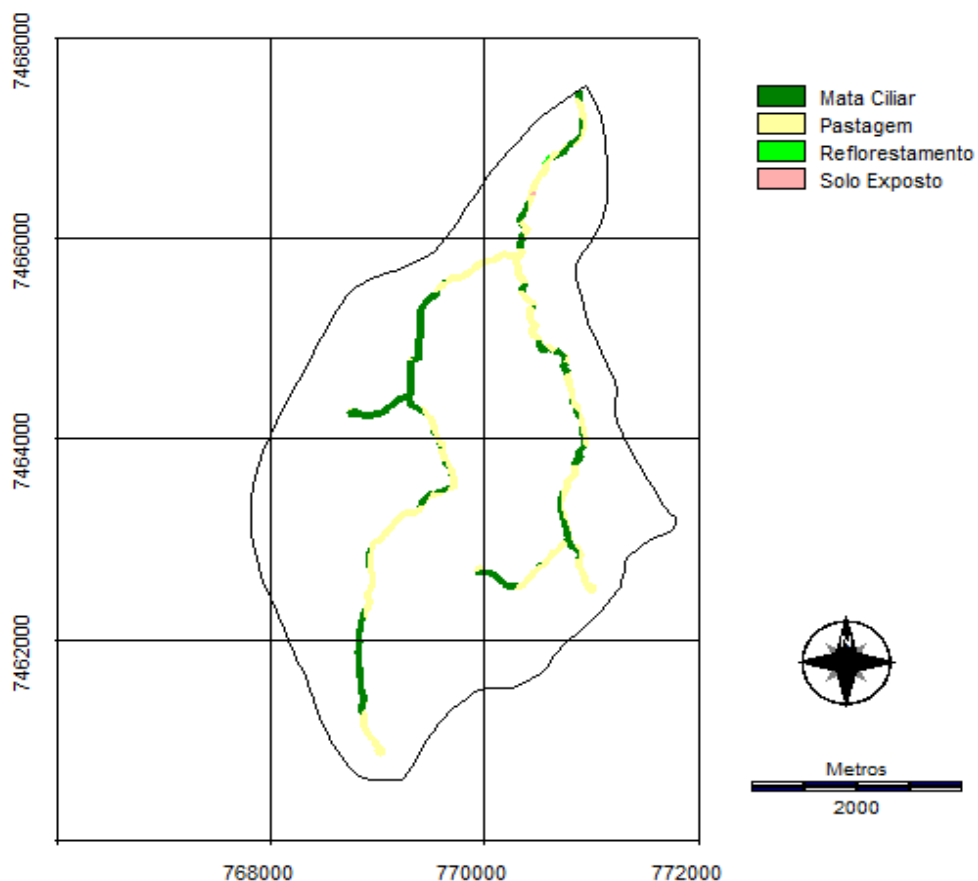 7468000
7466000
7464000
7462000
768000
770000
772000
Mata Ciliar
Pastagem
Reflorestamento
Solo Exposto
N
Metros
2000